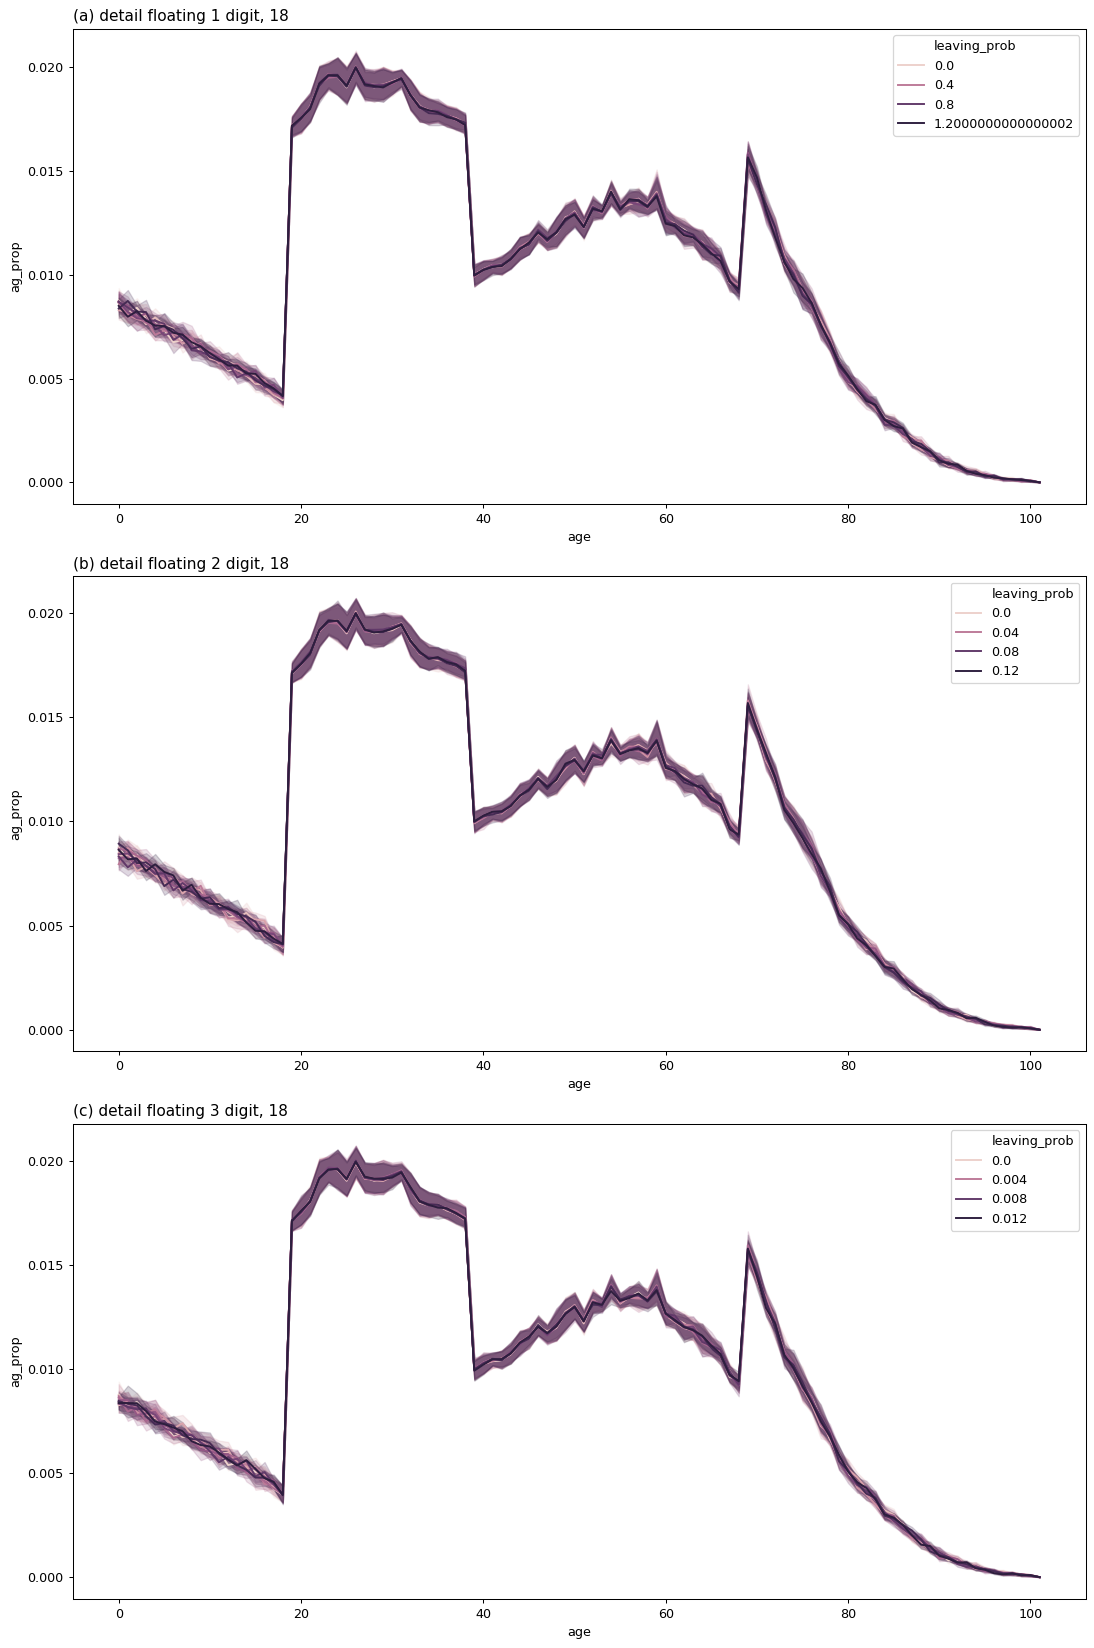 (a) detail floating 1 digit, 18
leaving_prob
0.0
0.4
0.8
1.2000000000000002
0.020
0.015
0.010
0.005
0.000
ag_prop
0 20 40 60 80 100
age
(b) detail floating 2 digit, 18
leaving_prob
0.0
0.04
0.08
0.12
0.020
0.015
0.010
0.005
0.000
ag_prop
0 20 40 60 80 100
age
(c) detail floating 3 digit, 18
leaving_prob
0.0
0.004
0.008
0.012
0.020
0.015
0.010
0.005
0.000
ag_prop
0 20 40 60 80 100
age